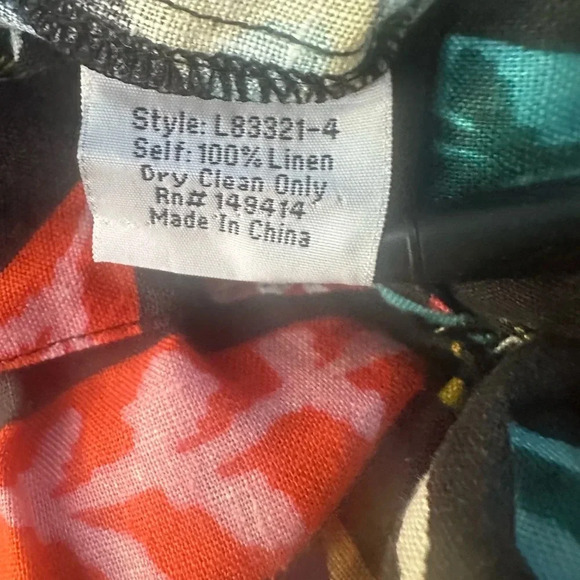 Style: L83321-4
Self: 100% Linen
Dry Clean Only
Rn# 149414
Made In China